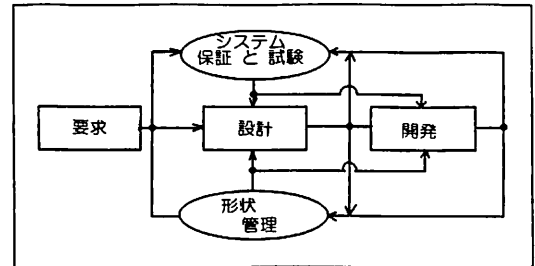 システム
保証 と 試験
要求
設計
開発
形状
管理